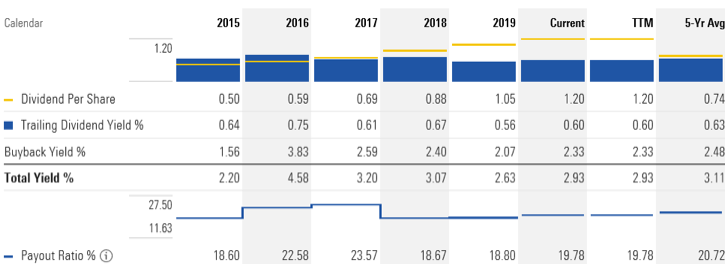 Calendar 2015 2016 2017 2018 2019 Current TTM 5-Yr Avg
1.20
Dividend Per Share 0.50 0.59 0.69 0.88 1.05 1.20 1.20 0.74
Trailing Dividend Yield % 0.64 0.75 0.61 0.67 0.56 0.60 0.60 0.63
Buyback Yield % 1.56 3.83 2.59 2.40 2.07 2.33 2.33 2.48
Total Yield % 2.20 4.58 3.20 3.07 2.63 2.93 2.93 3.11
27.50
11.63
Payout Ratio % i 18.60 22.58 23.57 18.67 18.80 19.78 19.78 20.72